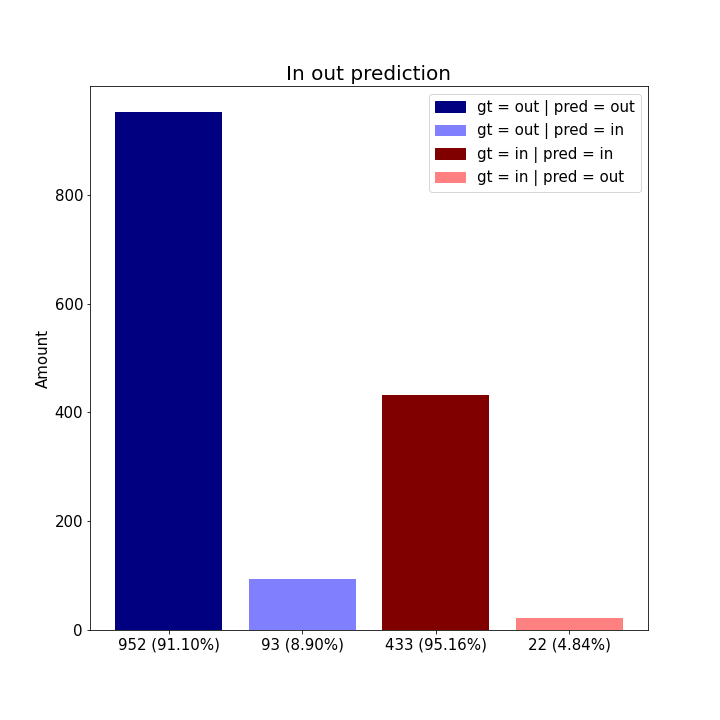 In out prediction
gt = out | pred = out
gt = out | pred = in
gt = in | pred = in
gt = in | pred = out
Amount
800
600
400
200
0
952 (91.10%) 93 (8.90%) 433 (95.16%) 22 (4.84%)